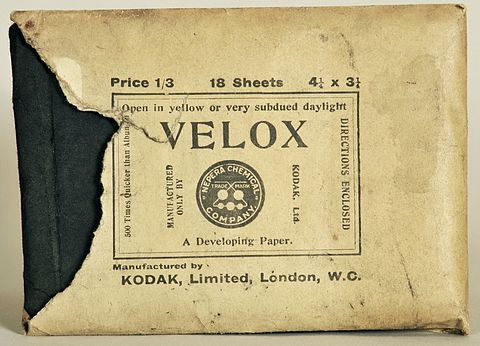 Price 1/3 18 Sheets 4¼ x 3¼
Open in yellow or very subdued daylight
500 Times Quicker than Albumen
VELOX
MANUFACTURED
ONLY BY
NEPERA CHEMICAL
TRADE MARK
COMPANY.
KODAK, Ltd.
DIRECTIONS ENCLOSED
A Developing Paper.
Manufactured by
KODAK, Limited, London, W.C.